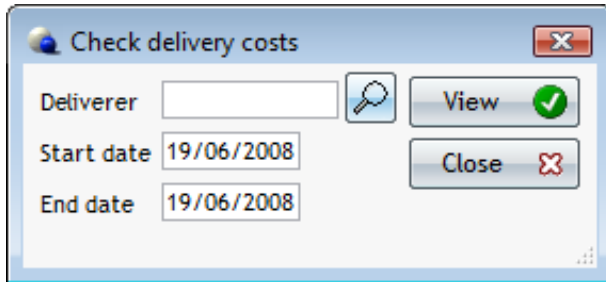 Check delivery costs
Deliverer
View
Start date 19/06/2008
Close
End date 19/06/2008